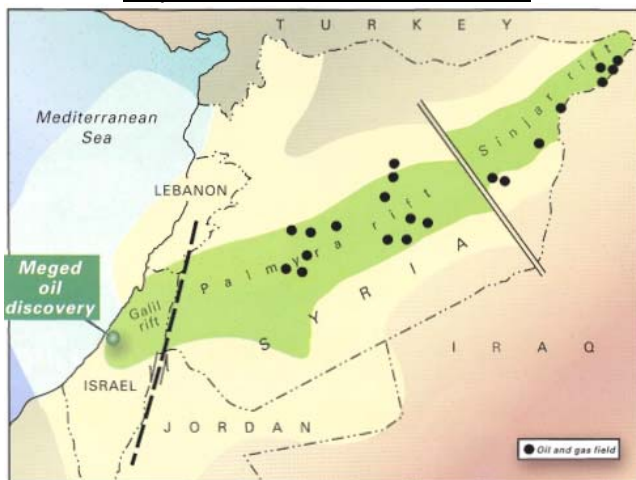 TURKEY
Mediterranean
Sea
Sinjar rift
LEBANON
Palmyra rift
Meged
oil
discovery
Galil
rift
SYRIA
IRAQ
ISRAEL
JORDAN
Oil and gas field